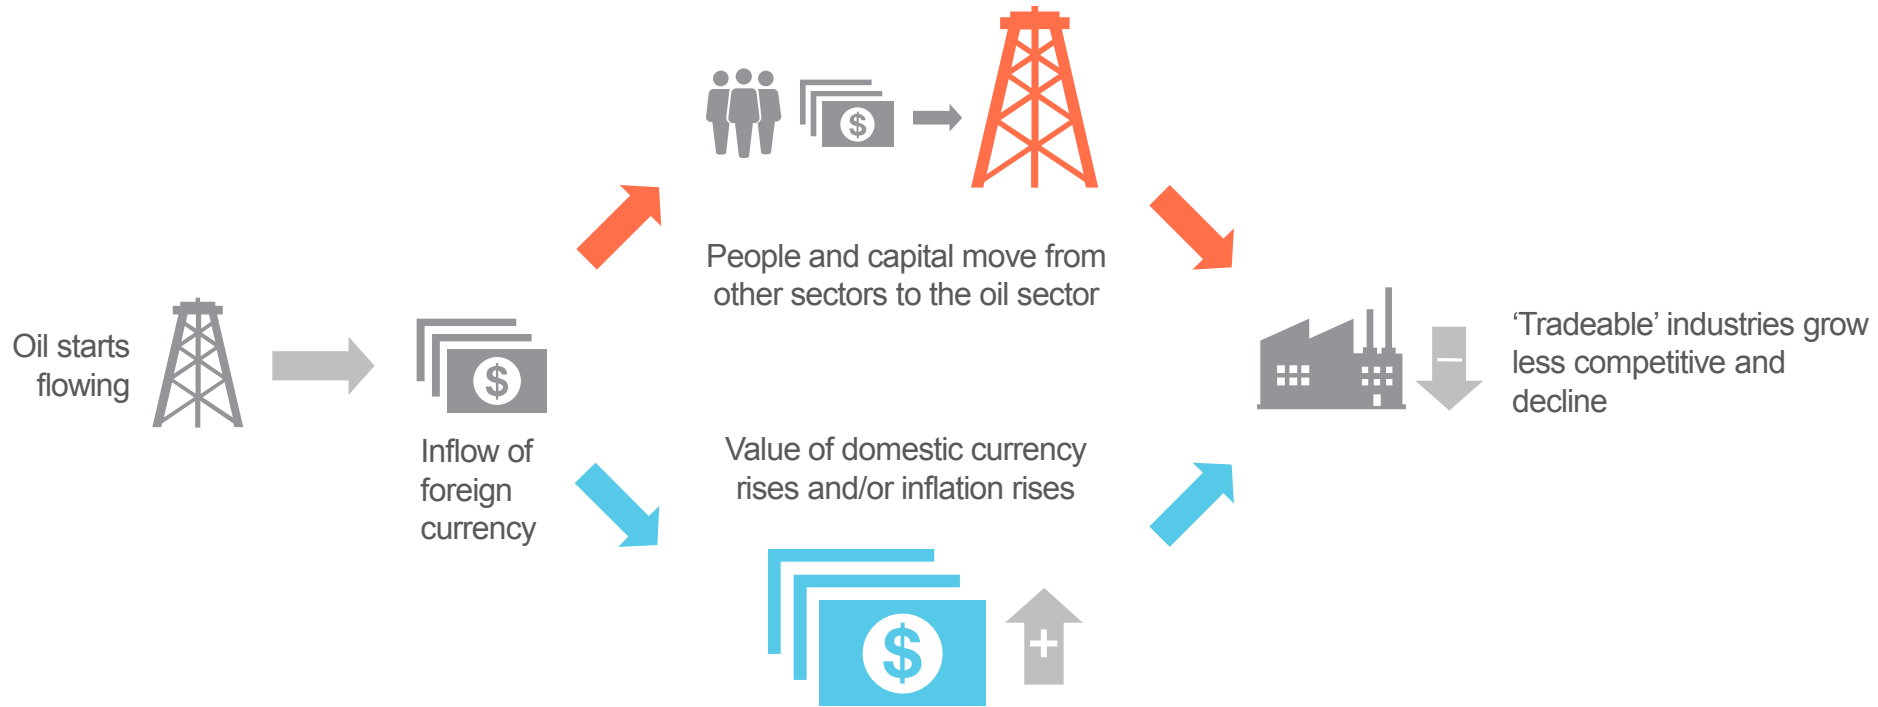 Oil starts
flowing
$
Inflow of
foreign
currency
$
People and capital move from
other sectors to the oil sector
Value of domestic currency
rises and/or inflation rises
$
+
–
‘Tradeable’ industries grow
less competitive and
decline